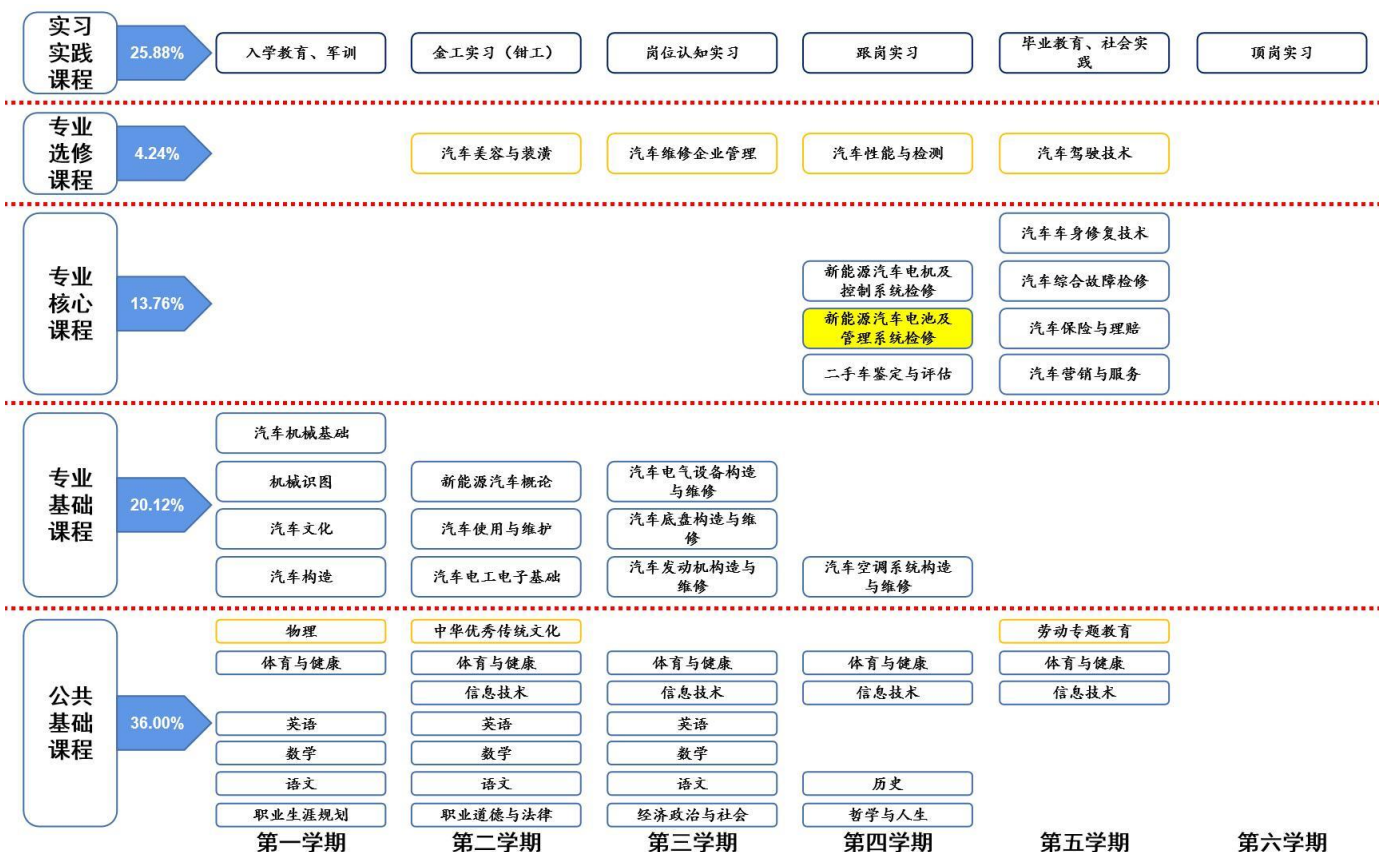 实习
实践
课程
25.88%
入学教育、军训
金工实习（钳工）
岗位认知实习
跟岗实习
毕业教育、社会实
践
顶岗实习
专业
选修
课程
4.24%
汽车美容与装潢
汽车维修企业管理
汽车性能与检测
汽车驾驶技术
专业
核心
课程
13.76%
新能源汽车电机及
控制系统检修
新能源汽车电池及
管理系统检修
二手车鉴定与评估
汽车车身修复技术
汽车综合故障检修
汽车保险与理赔
汽车营销与服务
专业
基础
课程
20.12%
汽车机械基础
机械识图
汽车文化
汽车构造
新能源汽车概论
汽车使用与维护
汽车电工电子基础
汽车电气设备构造
与维修
汽车底盘构造与维
修
汽车发动机构造与
维修
汽车空调系统构造
与维修
公共
基础
课程
36.00%
物理
体育与健康
英语
数学
语文
职业生涯规划
中华优秀传统文化
体育与健康
信息技术
英语
数学
语文
职业道德与法律
体育与健康
信息技术
英语
数学
语文
经济政治与社会
体育与健康
信息技术
历史
哲学与人生
劳动专题教育
体育与健康
信息技术
第一学期
第二学期
第三学期
第四学期
第五学期
第六学期